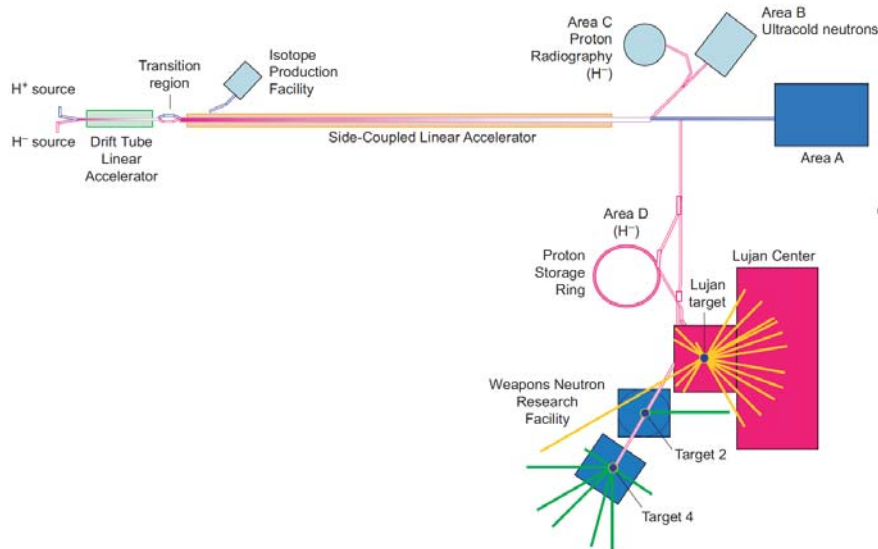 Area C
Proton
Radiography
(H⁻)
Area B
Ultracold neutrons
Isotope
Production
Facility
Transition
region
H⁺ source
H⁻ source
Drift Tube
Linear
Accelerator
Side-Coupled Linear Accelerator
Area A
Area D
(H⁻)
Proton
Storage
Ring
Lujan Center
Lujan
target
Weapons Neutron
Research
Facility
Target 2
Target 4